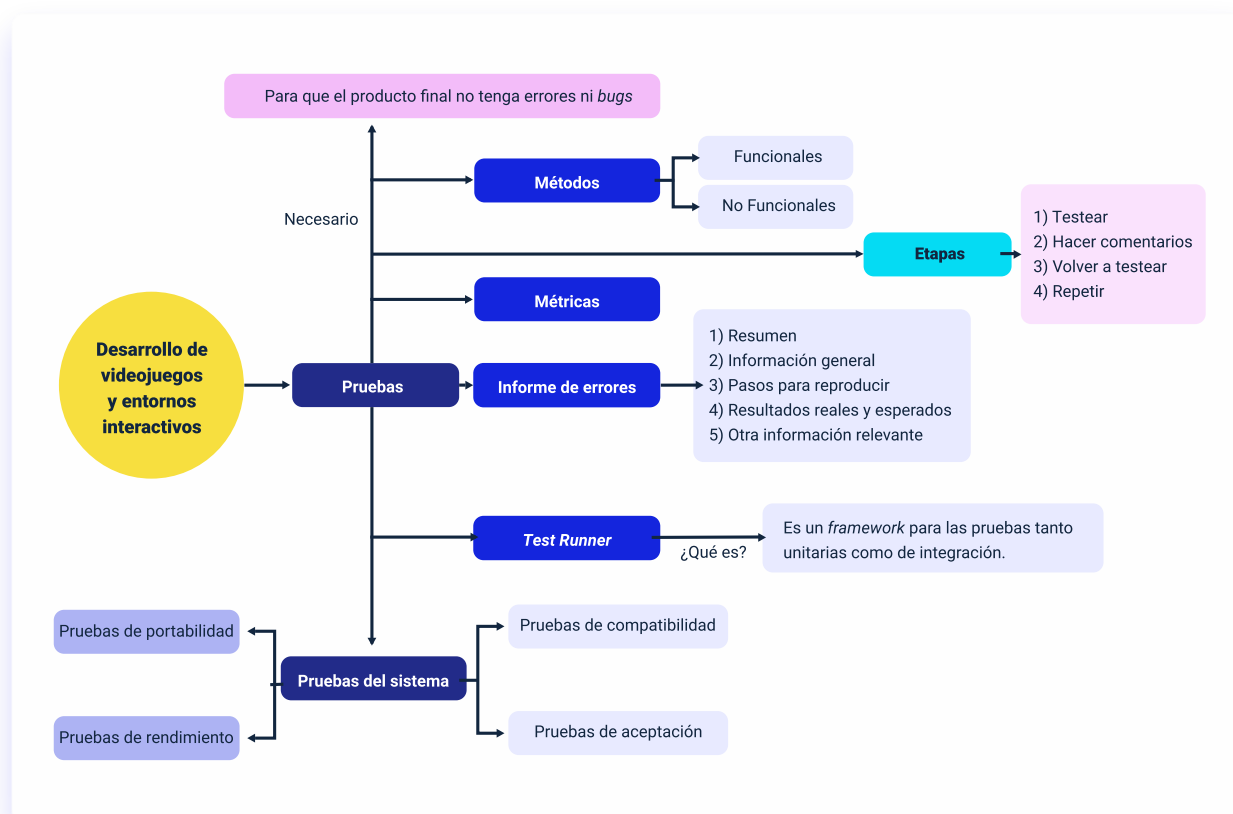 Para que el producto final no tenga errores ni bugs
Métodos
Funcionales
No Funcionales
Necesario
Etapas
1) Testear
2) Hacer comentarios
3) Volver a testear
4) Repetir
Métricas
Desarrollo de
videojuegos
y entornos
interactivos
Pruebas
Informe de errores
1) Resumen
2) Información general
3) Pasos para reproducir
4) Resultados reales y esperados
5) Otra información relevante
Test Runner
¿Qué es?
Es un framework para las pruebas tanto
unitarias como de integración.
Pruebas de portabilidad
Pruebas de rendimiento
Pruebas del sistema
Pruebas de compatibilidad
Pruebas de aceptación